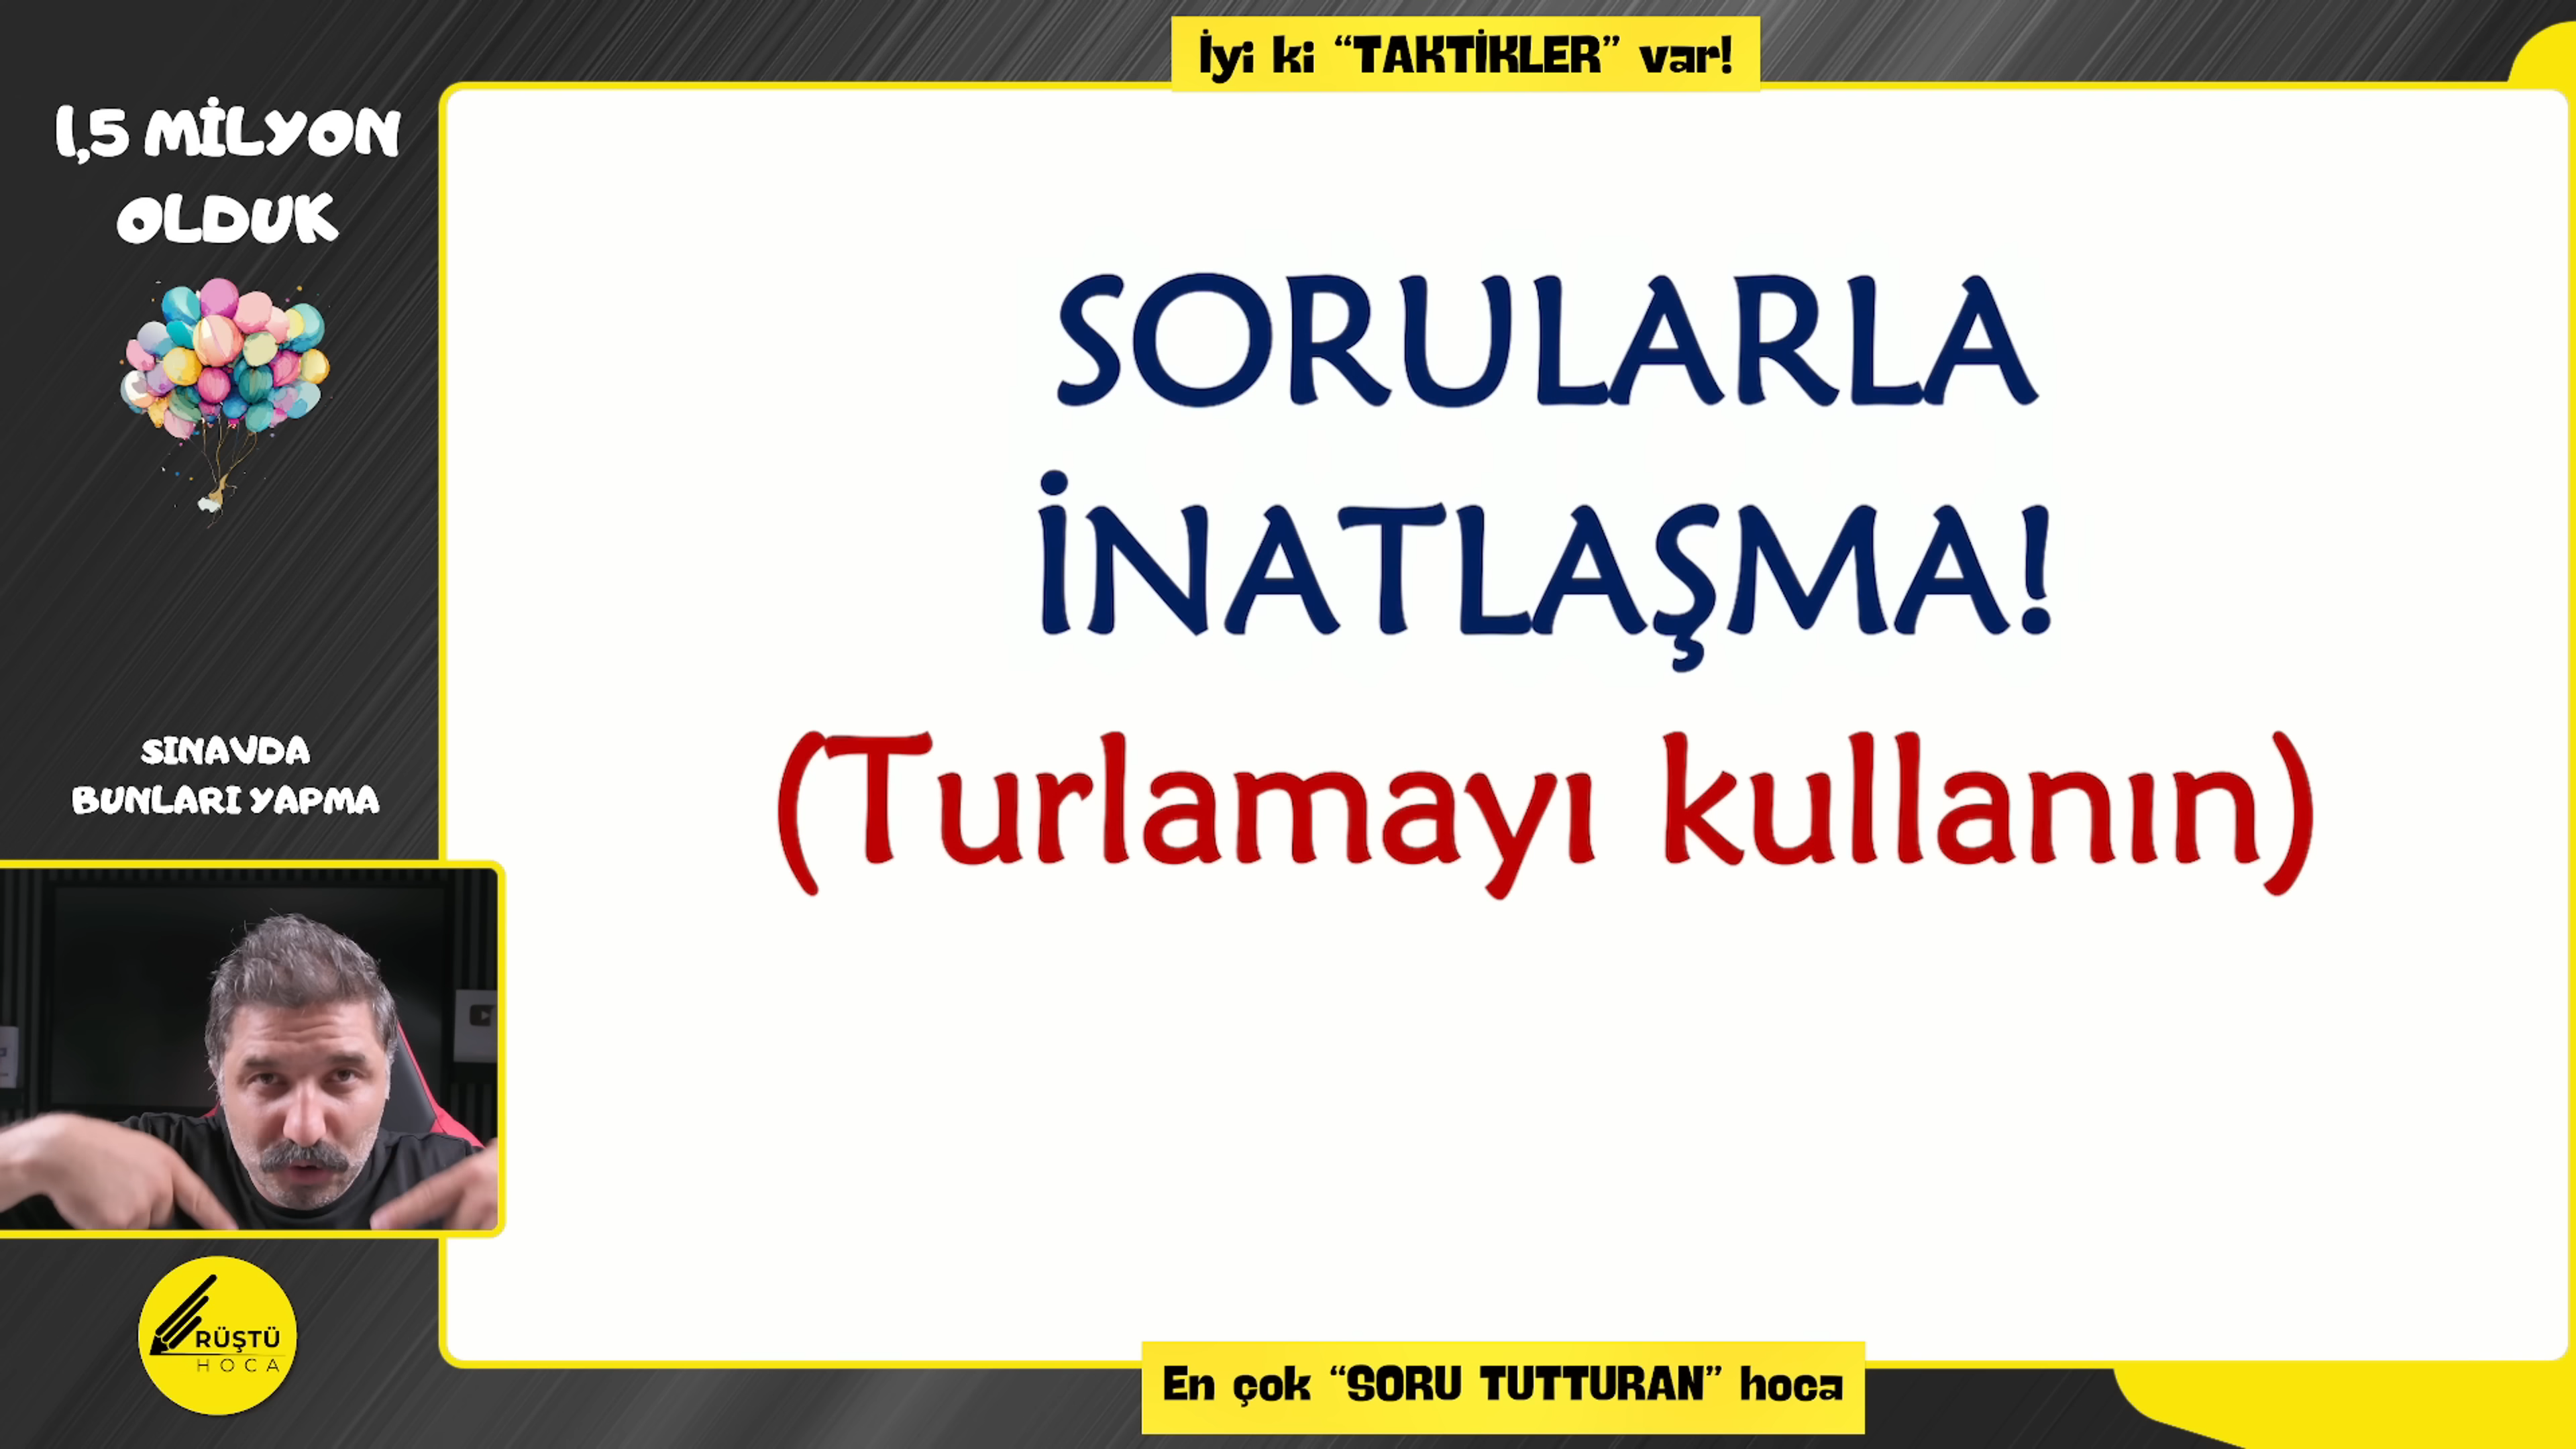 İyi ki “TAKTİKLER” var!
1,5 MİLYON
OLDUK
SORULARLA
İNATLAŞMA!
(Turlamayı kullanın)
SINAVDA
BUNLARI YAPMA
RÜŞTÜ
HOCA
En çok “SORU TUTTURAN” hoca